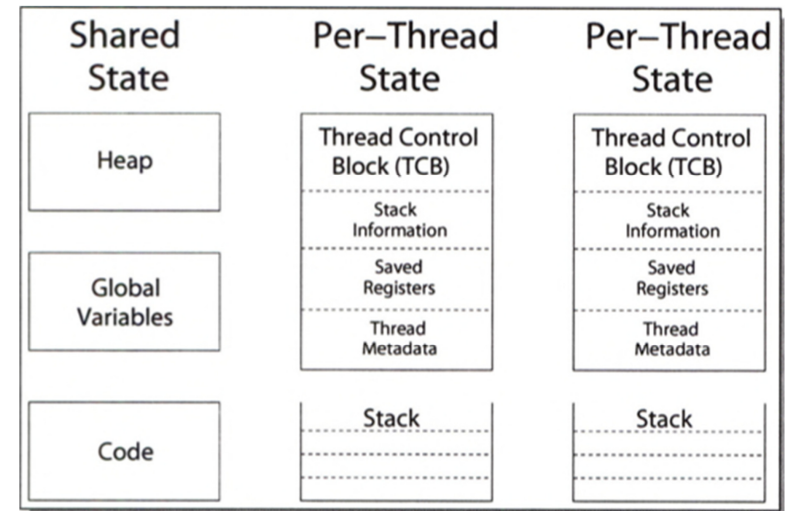 Shared
State
Heap
Global
Variables
Code
Per–Thread
State
Thread Control
Block (TCB)
Stack
Information
Saved
Registers
Thread
Metadata
Stack
Per–Thread
State
Thread Control
Block (TCB)
Stack
Information
Saved
Registers
Thread
Metadata
Stack